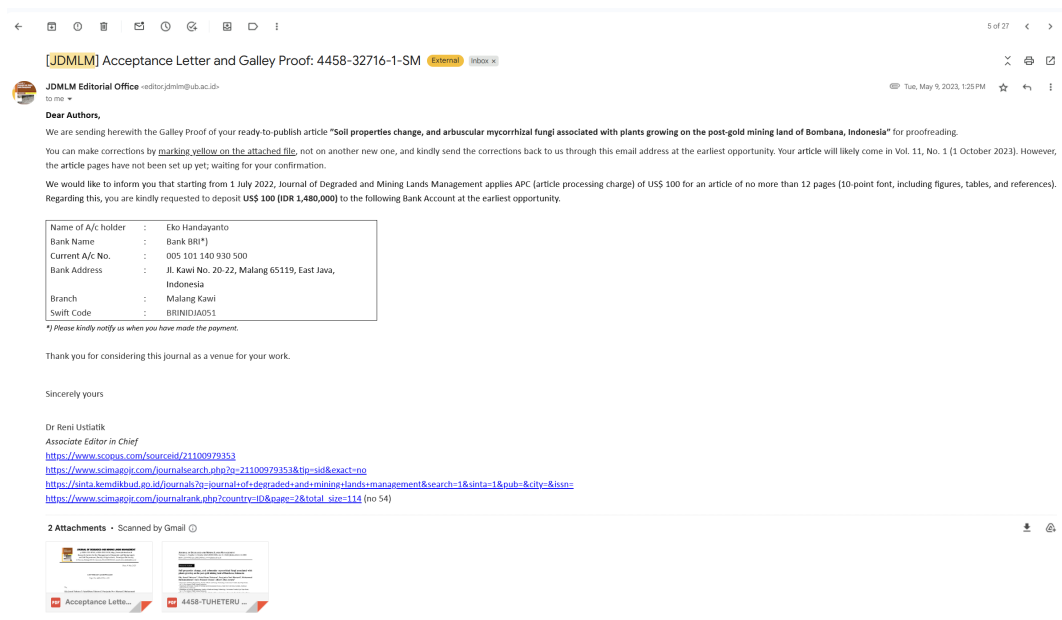 5 of 27
[JDMLM] Acceptance Letter and Galley Proof: 4458-32716-1-SM External Inbox ×
JDMLM Editorial Office <editor.jdmlm@ub.ac.id>
Tue, May 9, 2023, 1:25 PM
to me
Dear Authors,
We are sending herewith the Galley Proof of your ready-to-publish article “Soil properties change, and arbuscular mycorrhizal fungi associated with plants growing on the post-gold mining land of Bombana, Indonesia” for proofreading.
You can make corrections by marking yellow on the attached file, not on another new one, and kindly send the corrections back to us through this email address at the earliest opportunity. Your article will likely come in Vol. 11, No. 1 (1 October 2023). However,
the article pages have not been set up yet; waiting for your confirmation.
We would like to inform you that starting from 1 July 2022, Journal of Degraded and Mining Lands Management applies APC (article processing charge) of US$ 100 for an article of no more than 12 pages (10-point font, including figures, tables, and references).
Regarding this, you are kindly requested to deposit US$ 100 (IDR 1,480,000) to the following Bank Account at the earliest opportunity.
Name of A/c holder : Eko Handayanto
Bank Name : Bank BRI*)
Current A/c No. : 005 101 140 930 500
Bank Address : Jl. Kawi No. 20-22, Malang 65119, East Java,
Indonesia
Branch : Malang Kawi
Swift Code : BRINIDJA051
*) Please kindly notify us when you have made the payment.
Thank you for considering this journal as a venue for your work.
Sincerely yours
Dr Reni Ustiatik
Associate Editor in Chief
https://www.scopus.com/sourceid/21100979353
https://www.scimagojr.com/journalsearch.php?q=21100979353&tip=sid&exact=no
https://sinta.kemdikbud.go.id/journals?q=journal+of+degraded+and+mining+lands+management&search=1&sinta=1&pub=&city=&issn=
https://www.scimagojr.com/journalrank.php?country=ID&page=2&total_size=114 (no 54)
2 Attachments • Scanned by Gmail
PDF Acceptance Lette...
PDF 4458-TUHETERU ...